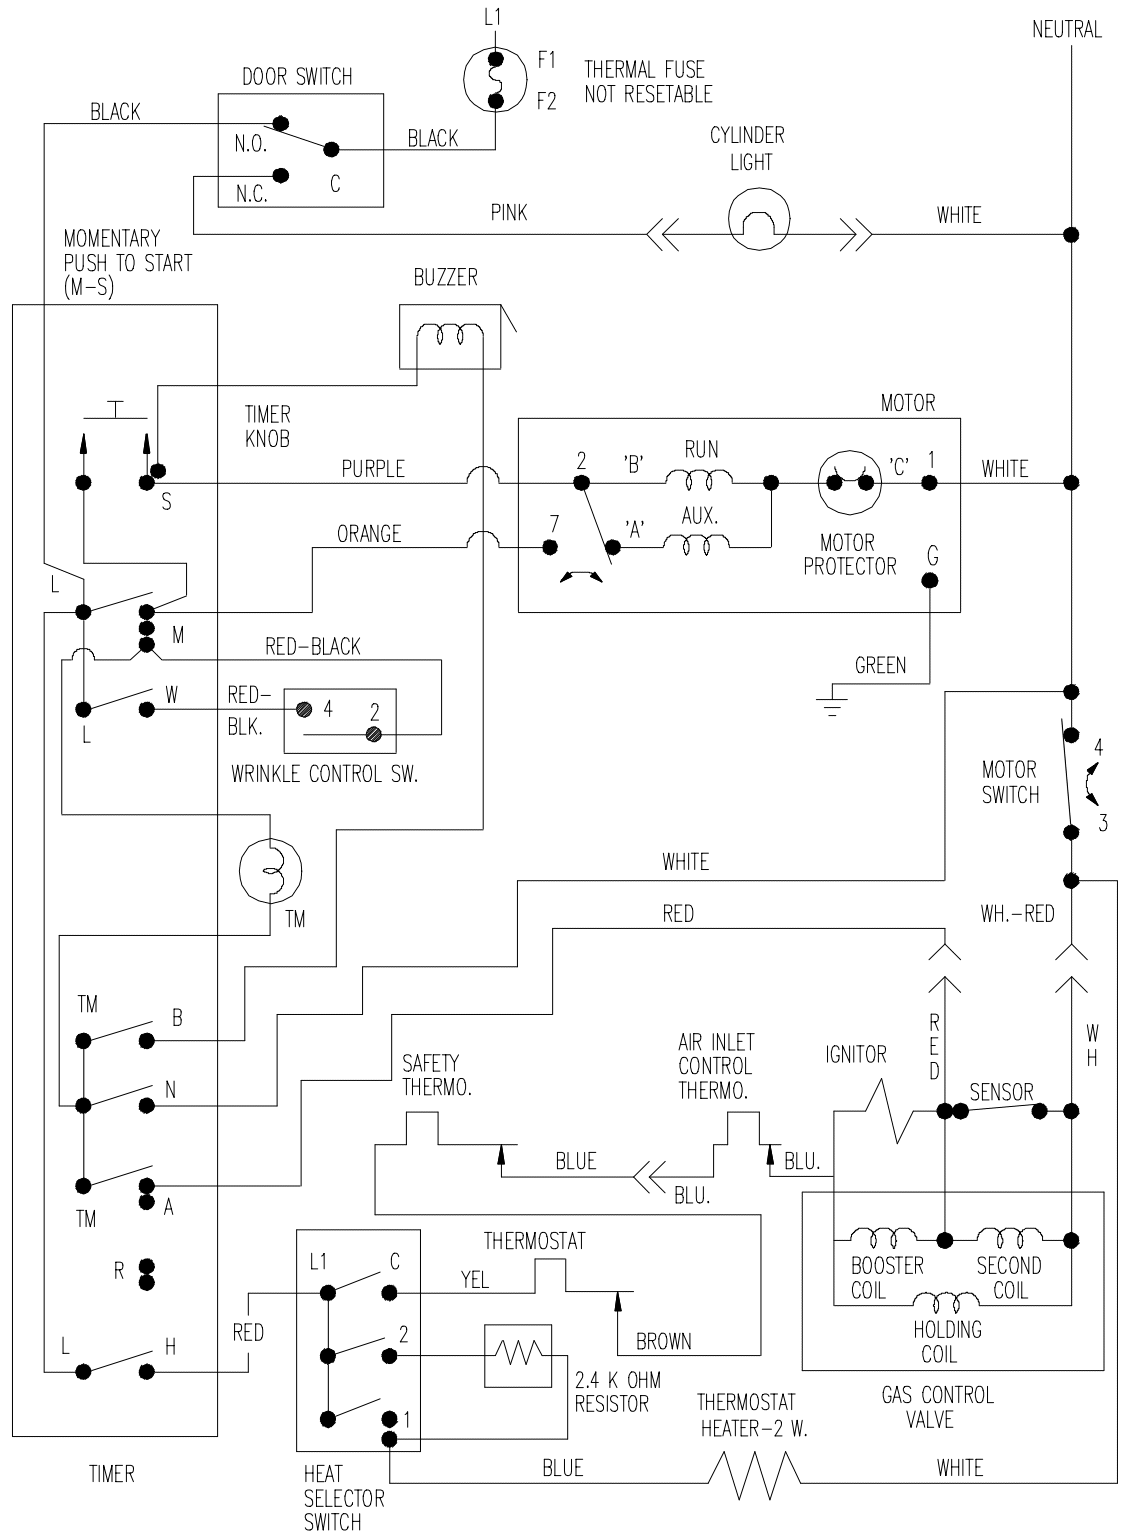 L1
NEUTRAL
F1
THERMAL FUSE
NOT RESETABLE
F2
DOOR SWITCH
BLACK
BLACK
N.O.
C
N.C.
CYLINDER
LIGHT
PINK
WHITE
MOMENTARY
PUSH TO START
(M-S)
BUZZER
TIMER
KNOB
MOTOR
PURPLE
S
2
'B'
RUN
'C'
1
WHITE
ORANGE
7
'A'
AUX.
MOTOR
PROTECTOR
G
L
M
RED-BLACK
GREEN
W
RED-
BLK.
4
2
L
WRINKLE CONTROL SW.
MOTOR
SWITCH
4
3
WHITE
TM
RED
WH.-RED
TM
B
N
TM
A
R
RED
WH
SAFETY
THERMO.
AIR INLET
CONTROL
THERMO.
IGNITOR
SENSOR
BLUE
BLU.
BLU.
THERMOSTAT
BOOSTER
COIL
SECOND
COIL
HOLDING
COIL
L1
C
YEL
RED
2
BROWN
L
H
2.4 K OHM
RESISTOR
1
THERMOSTAT
HEATER-2 W.
GAS CONTROL
VALVE
TIMER
HEAT
SELECTOR
SWITCH
BLUE
WHITE